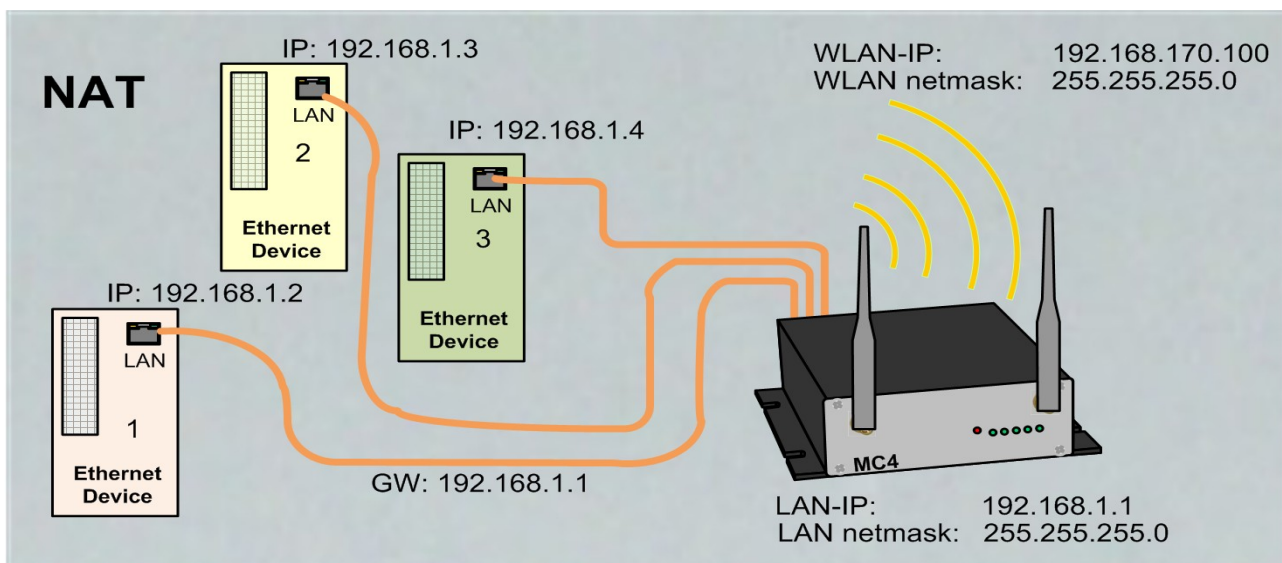 NAT
IP: 192.168.1.3
LAN
2
Ethernet
Device
IP: 192.168.1.4
LAN
3
Ethernet
Device
IP: 192.168.1.2
LAN
1
Ethernet
Device
GW: 192.168.1.1
WLAN-IP: 192.168.170.100
WLAN netmask: 255.255.255.0
MC4
LAN-IP: 192.168.1.1
LAN netmask: 255.255.255.0